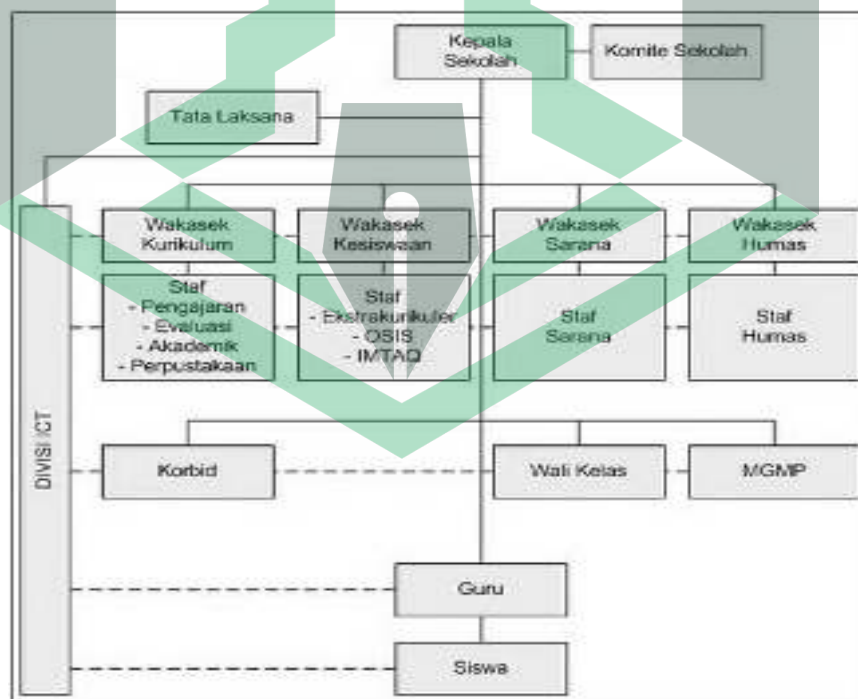 Kepala
Sekolah
Komite Sekolah
Tata Laksana
Wakasek
Kurikulum
Wakasek
Kesiswaan
Wakasek
Sarana
Wakasek
Humas
Staf
- Pengajaran
- Evaluasi
- Akademik
- Perpustakaan
Staf
- Ekstrakurikuler
- OSIS
- IMTAQ
Staf
Sarana
Staf
Humas
DIVISI ICT
Korbid
Wali Kelas
MGMP
Guru
Siswa